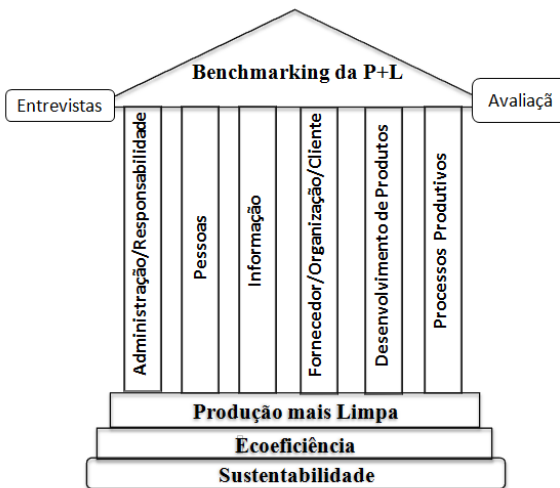 Benchmarking da P+L
Entrevistas
Avaliaçã
Administração/Responsabilidade
Pessoas
Informação
Fornecedor/Organização/Cliente
Desenvolvimento de Produtos
Processos Produtivos
Produção mais Limpa
Ecoeficiência
Sustentabilidade